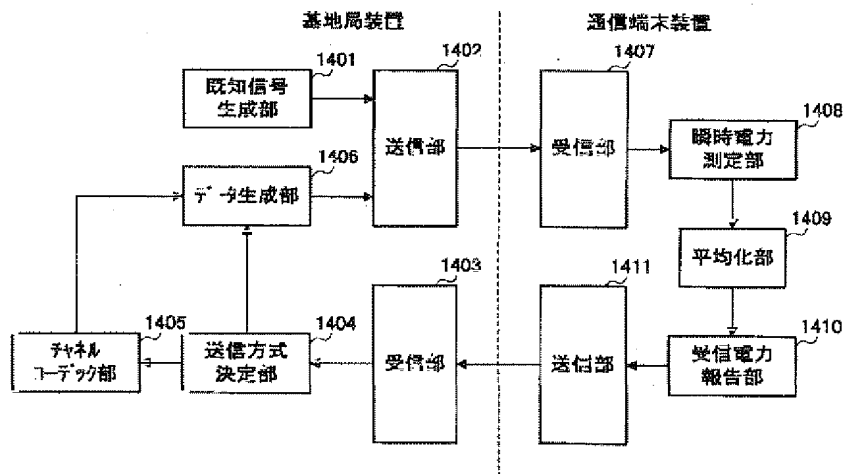 基地局装置
通信端末装置
1401
既知信号
生成部
1402
送信部
1407
受信部
1408
瞬時電力
測定部
1406
データ生成部
1409
平均化部
1403
受信部
1411
送信部
1405
チャネル
コーデック部
1404
送信方式
決定部
1410
受信電力
報告部